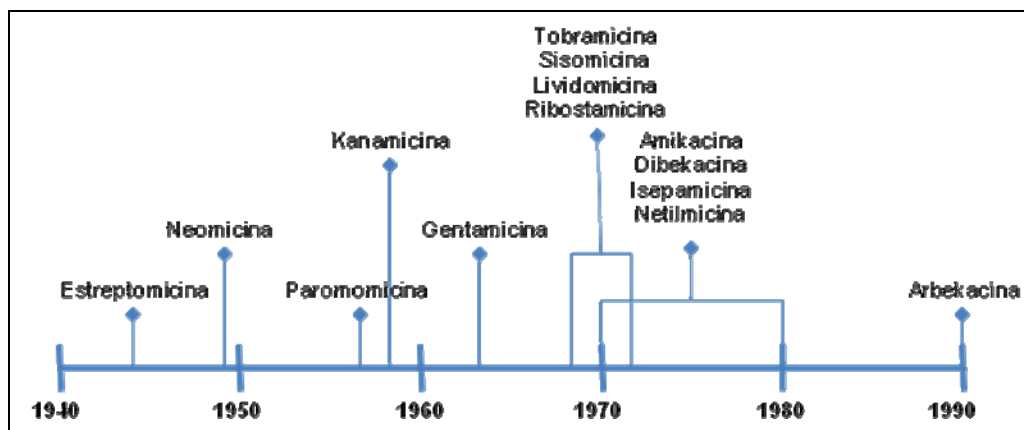 Tobramicina
Sisomicina
Lividomicina
Ribostamicina
Kanamicina
Amikacina
Dibekacina
Isepamicina
Netilmicina
Neomicina
Gentamicina
Estreptomicina
Paromomicina
Arbekacina
1940 1950 1960 1970 1980 1990